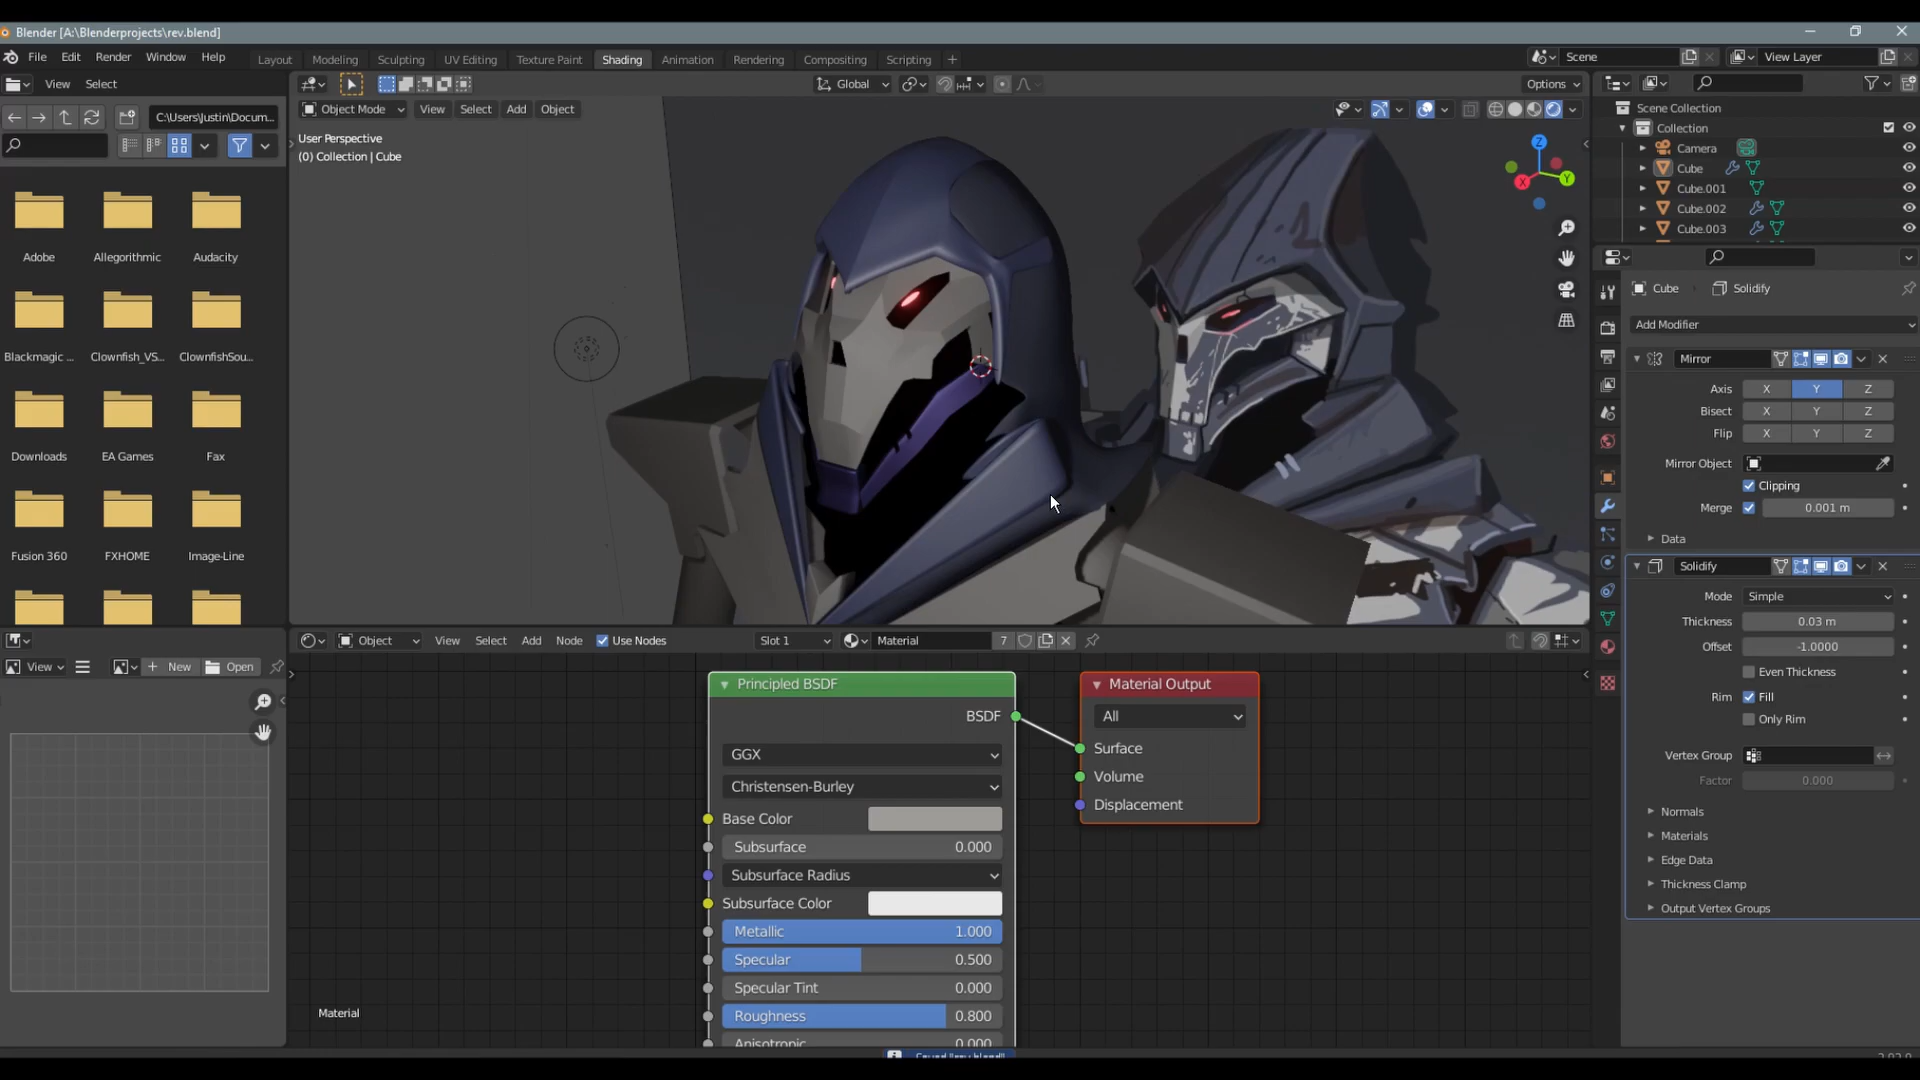 Blender [A:\Blenderprojects\rev.blend]
File Edit Render Window Help
Layout Modeling Sculpting UV Editing Texture Paint Shading Animation Rendering Compositing Scripting +
Scene View Layer
View Select
Global
Options
C:\Users\Justin\Docum...
Object Mode View Select Add Object
User Perspective
(0) Collection | Cube
Z
X
Y
Adobe Allegorithmic Audacity
Blackmagic ... Clownfish_VS... ClownfishSou...
Downloads EA Games Fax
Fusion 360 FXHOME Image-Line
Scene Collection
Collection
Camera
Cube
Cube.001
Cube.002
Cube.003
Cube Solidify
Add Modifier
Mirror
Axis X Y Z
Bisect X Y Z
Flip X Y Z
Mirror Object
Clipping
Merge 0.001 m
Data
Solidify
Mode Simple
Thickness 0.03 m
Offset -1.0000
Even Thickness
Rim Fill
Only Rim
Vertex Group
Factor 0.000
Normals
Materials
Edge Data
Thickness Clamp
Output Vertex Groups
View New Open
Object View Select Add Node Use Nodes Slot 1 Material 7
Principled BSDF
BSDF
GGX
Christensen-Burley
Base Color
Subsurface 0.000
Subsurface Radius
Subsurface Color
Metallic 1.000
Specular 0.500
Specular Tint 0.000
Roughness 0.800
Anisotropic 0.000
Material Output
All
Surface
Volume
Displacement
Material